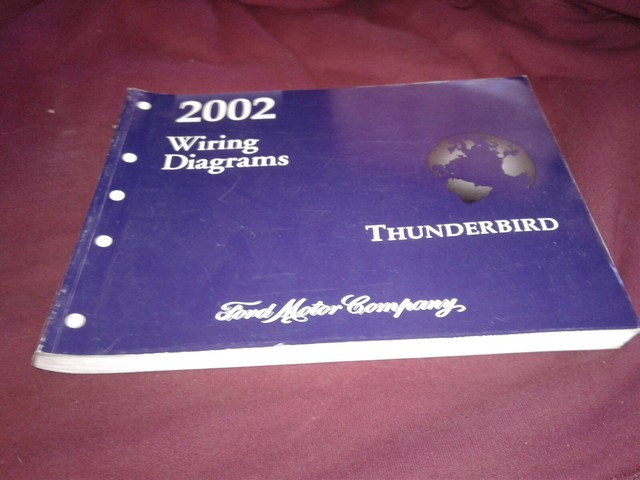 2002
Wiring
Diagrams
THUNDERBIRD
Ford Motor Company,